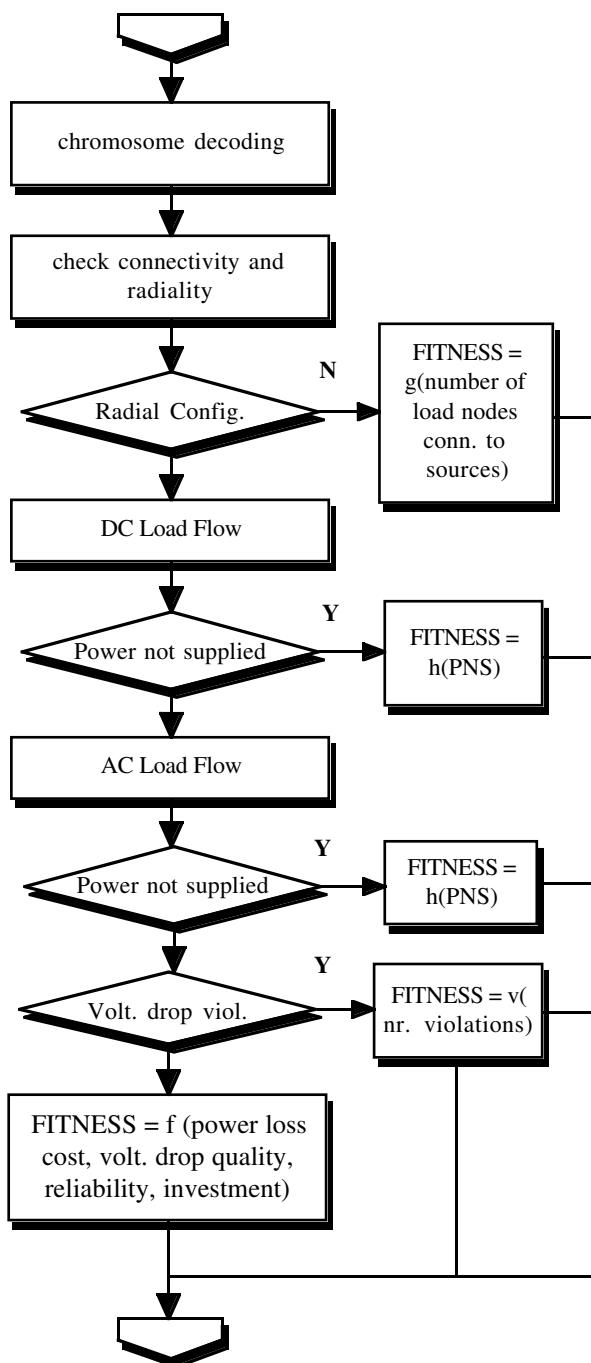 chromosome decoding
check connectivity and
radiality
N
Radial Config.
FITNESS =
g(number of
load nodes
conn. to
sources)
DC Load Flow
Y
Power not supplied
FITNESS =
h(PNS)
AC Load Flow
Y
Power not supplied
FITNESS =
h(PNS)
Y
Volt. drop viol.
FITNESS = v(
nr. violations)
FITNESS = f (power loss
cost, volt. drop quality,
reliability, investment)